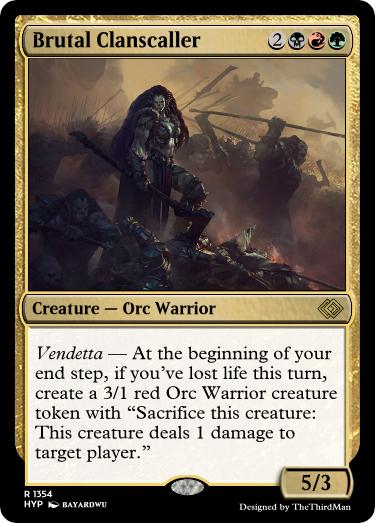 Brutal Clanscaller 2
Creature — Orc Warrior
Vendetta — At the beginning of your
end step, if you've lost life this turn,
create a 3/1 red Orc Warrior creature
token with “Sacrifice this creature:
This creature deals 1 damage to
target player.”
5/3
R 1354
HYP BAYARDWU
Designed by TheThirdMan